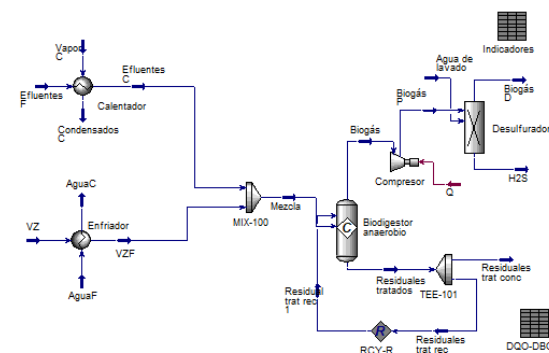 Vapor
C
Efluentes
C
Efluentes
F
Calentador
Condensados
C
Indicadores
Agua de
lavado
Biogás
P
Biogás
D
Desulfurador
Biogás
Compresor
Q
H2S
AguaC
Enfriador
VZ
VZF
AguaF
MIX-100
Mezcla
C
Biodigestor
anaerobio
Residuales
tratados
TEE-101
Residuales
trat conc
Residual
trat rec
1
R
RCY-R
Residuales
trat rec
DQO-DBO